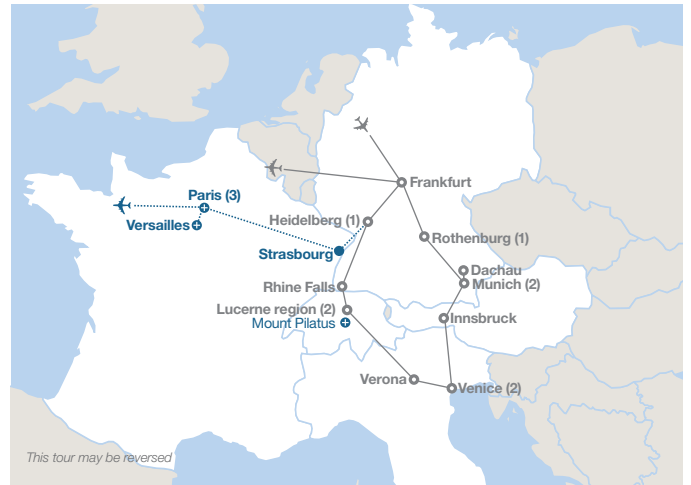 Frankfurt
Paris (3)
Heidelberg (1)
Versailles
Rothenburg (1)
Strasbourg
Dachau
Munich (2)
Rhine Falls
Lucerne region (2)
Innsbruck
Mount Pilatus
Verona
Venice (2)
This tour may be reversed